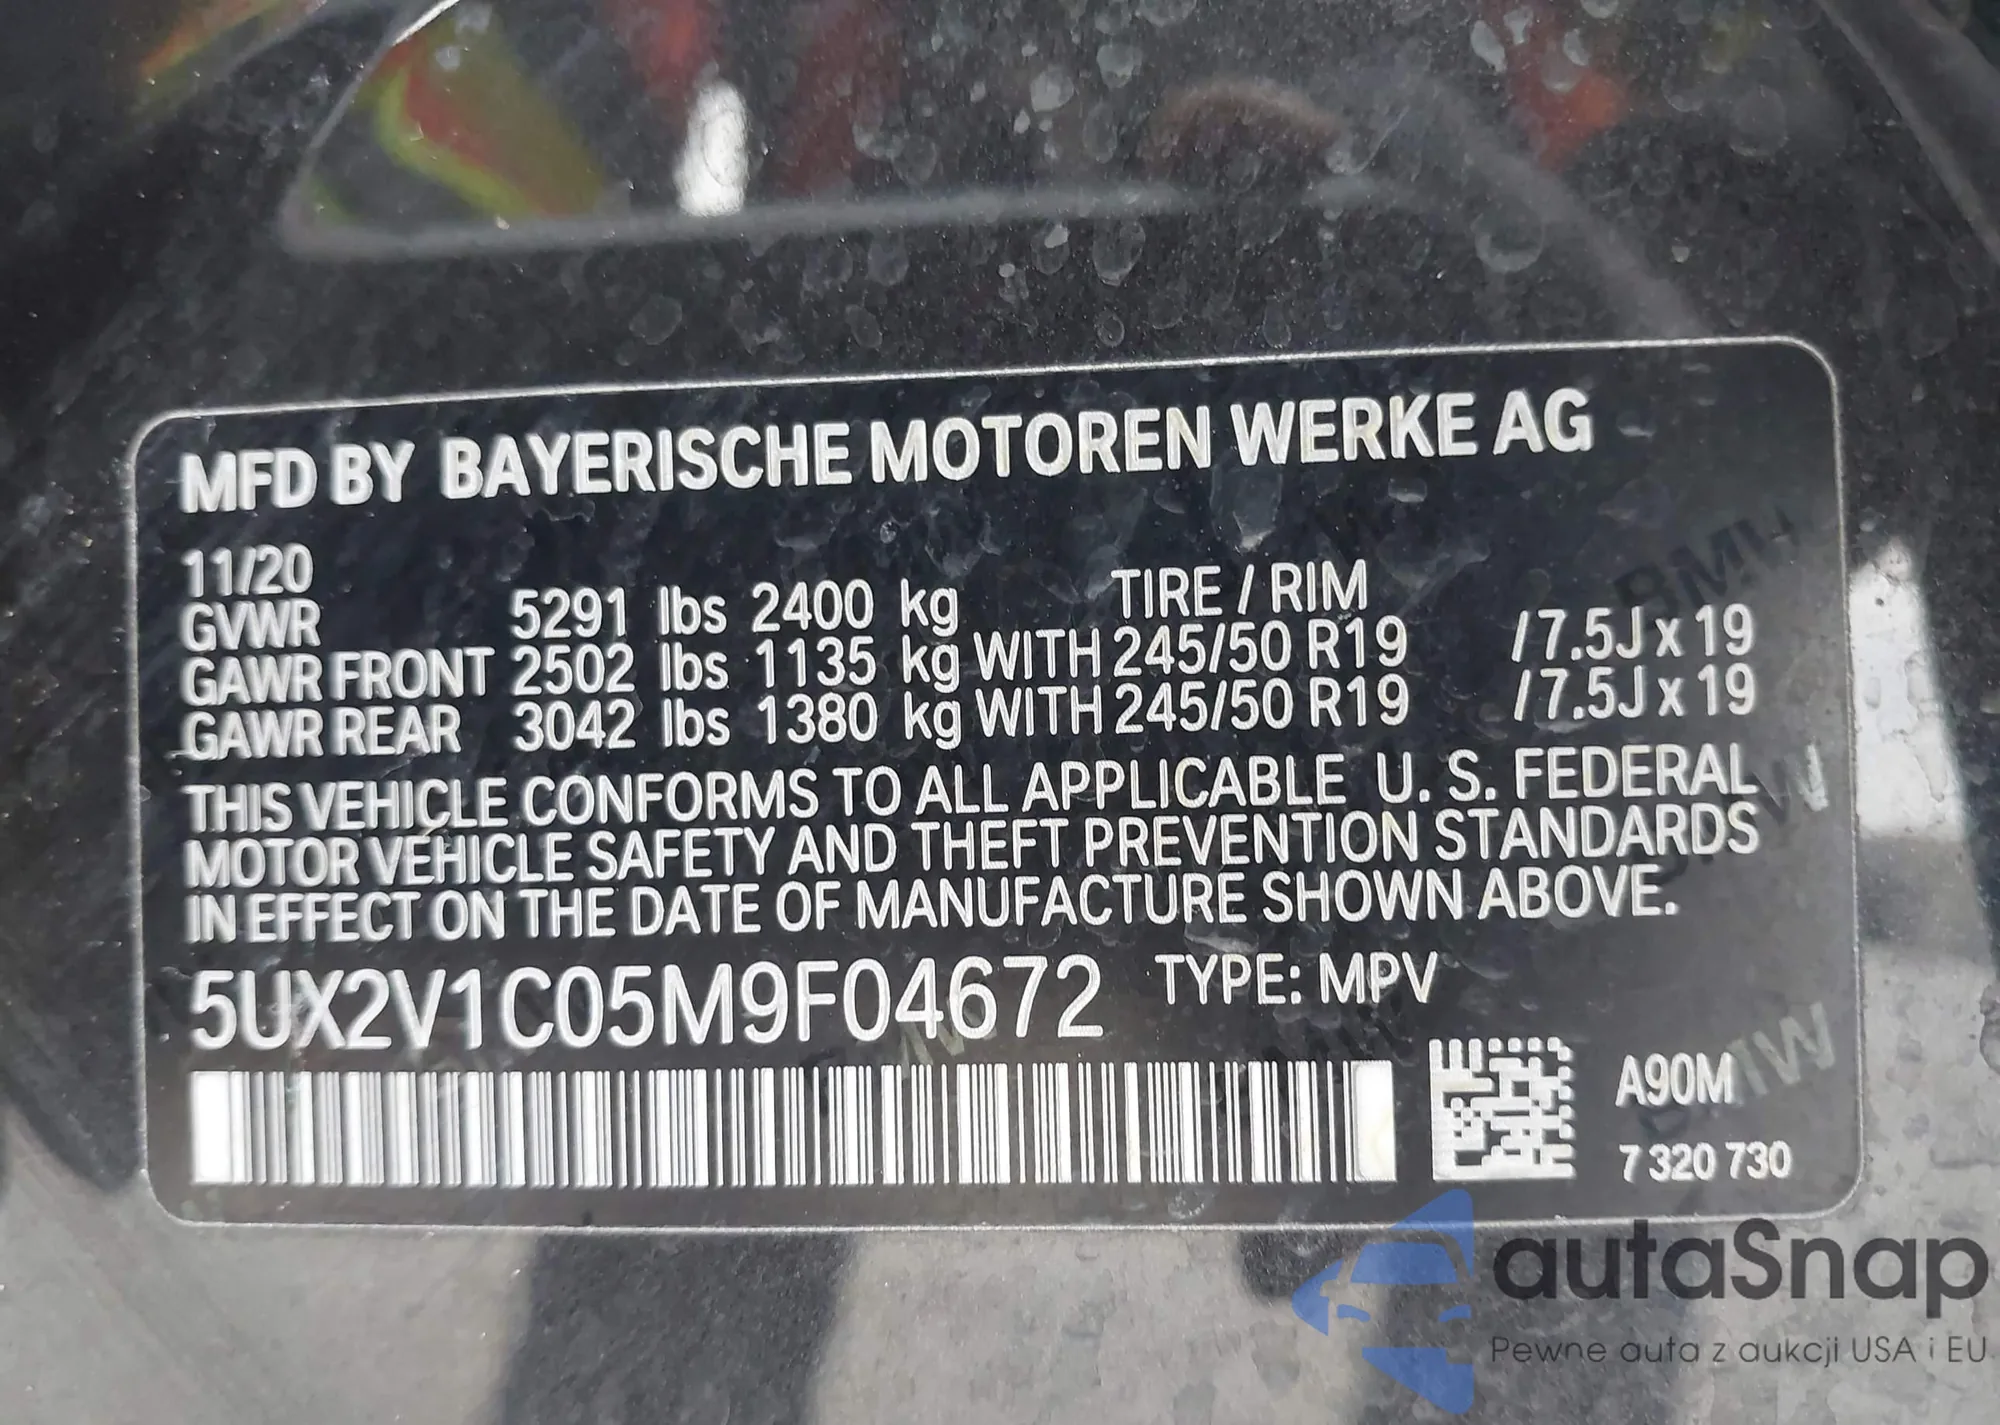 MFD BY BAYERISCHE MOTOREN WERKE AG
11/20 TIRE / RIM
GVWR 5291 lbs 2400 kg
GAWR FRONT 2502 lbs 1135 kg WITH 245/50 R19 / 7.5J x 19
GAWR REAR 3042 lbs 1380 kg WITH 245/50 R19 / 7.5J x 19
THIS VEHICLE CONFORMS TO ALL APPLICABLE U. S. FEDERAL
MOTOR VEHICLE SAFETY AND THEFT PREVENTION STANDARDS
IN EFFECT ON THE DATE OF MANUFACTURE SHOWN ABOVE.
5UX2V1C05M9F04672 TYPE: MPV
A90M
7 320 730
BMW
BMW
BMW
autaSnap
Pewne auta z aukcji USA i EU